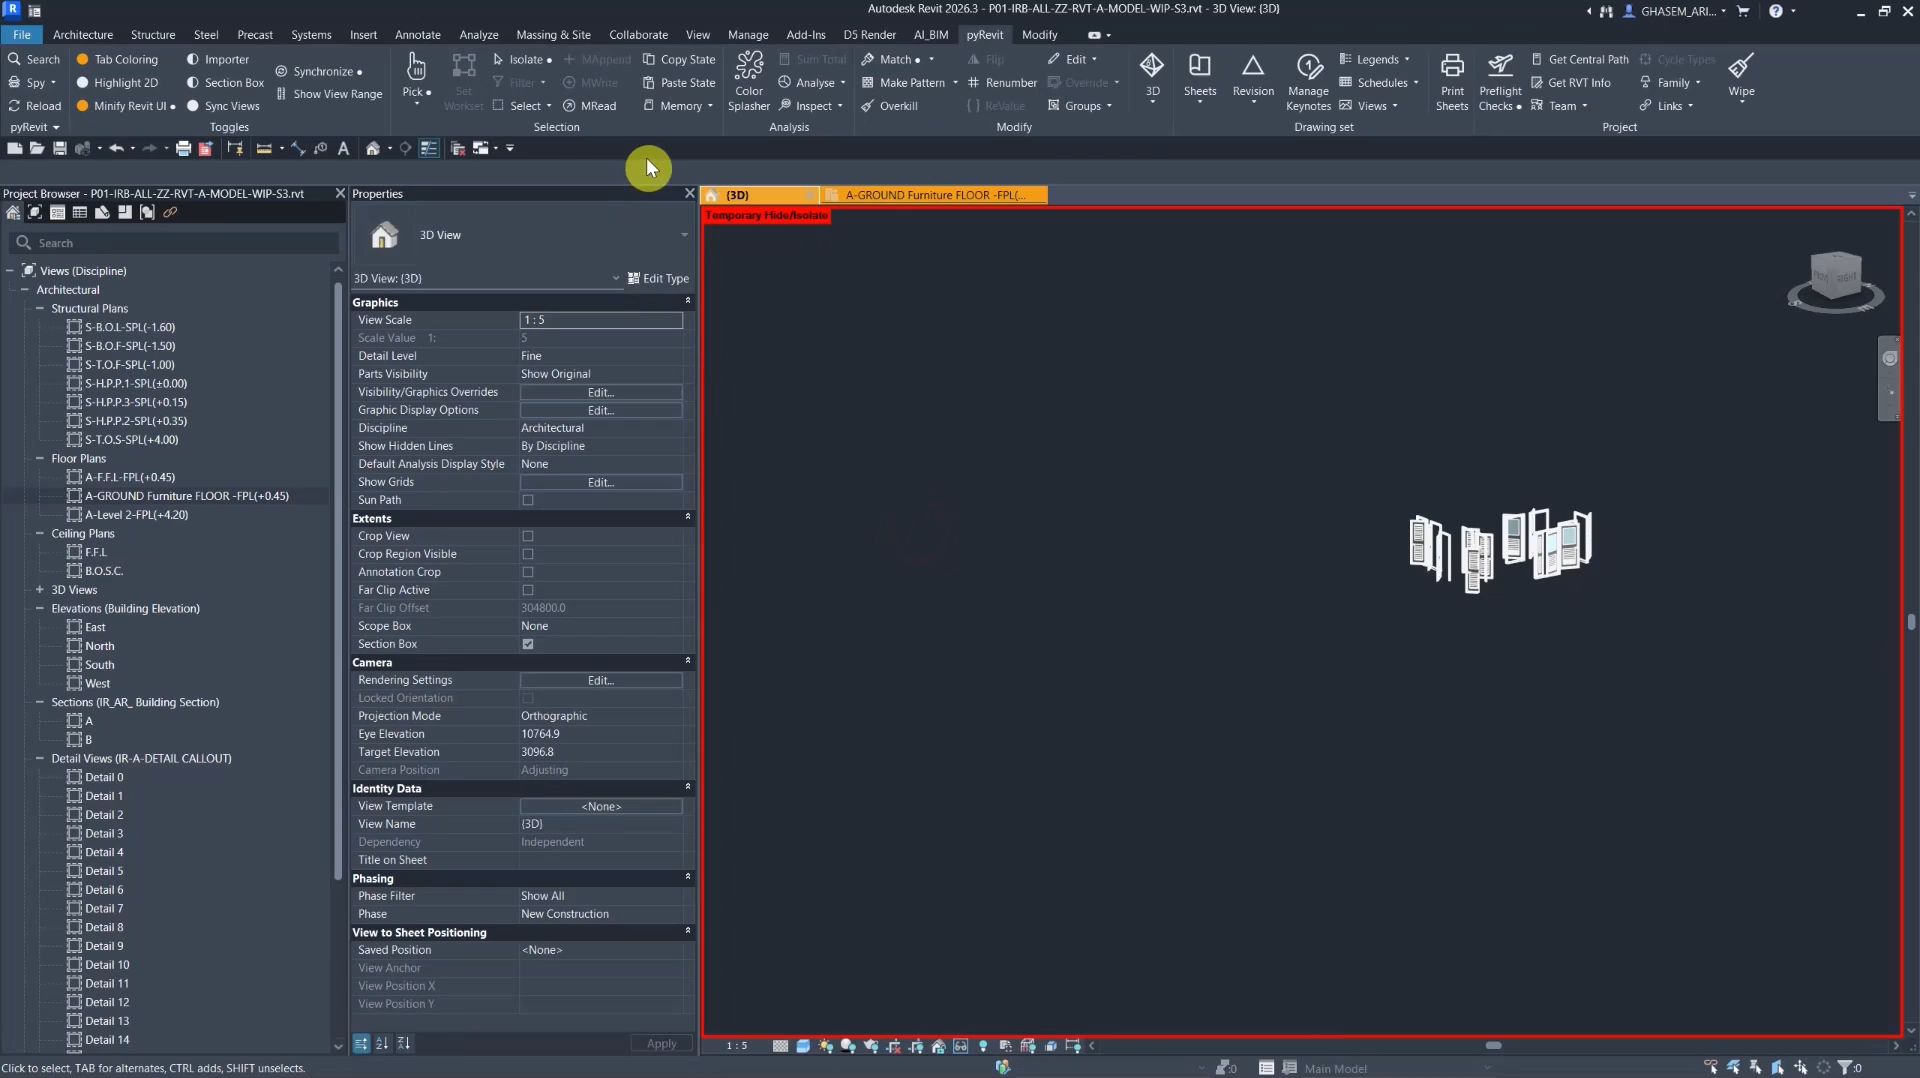 Autodesk Revit 2026.3 - P01-IRB-ALL-ZZ-RVT-A-MODEL-WIP-S3.rvt - 3D View: {3D}
GHASEM_ARI...
File Architecture Structure Steel Precast Systems Insert Annotate Analyze Massing & Site Collaborate View Manage Add-Ins D5 Render AI_BIM pyRevit Modify
Search Tab Coloring Importer Synchronize Isolate MAppend Copy State Sum Total Match Flip Edit Legends Get Central Path Cycle Types
Spy Highlight 2D Section Box Show View Range Filter MWrite Paste State Analyse Make Pattern Renumber Override Schedules Get RVT Info Family
Reload Minify Revit UI Sync Views Select MRead Memory Inspect Overkill ReValue Groups Views Team Links
Pick Set Workset Color Splasher 3D Sheets Revision Manage Keynotes Print Sheets Preflight Checks Wipe
pyRevit Toggles Selection Analysis Modify Drawing set Project
Project Browser - P01-IRB-ALL-ZZ-RVT-A-MODEL-WIP-S3.rvt
Search
Views (Discipline)
Architectural
Structural Plans
S-B.O.L-SPL(-1.60)
S-B.O.F-SPL(-1.50)
S-T.O.F-SPL(-1.00)
S-H.P.P.1-SPL(±0.00)
S-H.P.P.3-SPL(+0.15)
S-H.P.P.2-SPL(+0.35)
S-T.O.S-SPL(+4.00)
Floor Plans
A-F.F.L-FPL(+0.45)
A-GROUND Furniture FLOOR -FPL(+0.45)
A-Level 2-FPL(+4.20)
Ceiling Plans
F.F.L
B.O.S.C.
3D Views
Elevations (Building Elevation)
East
North
South
West
Sections (IR_AR_ Building Section)
A
B
Detail Views (IR-A-DETAIL CALLOUT)
Detail 0
Detail 1
Detail 2
Detail 3
Detail 4
Detail 5
Detail 6
Detail 7
Detail 8
Detail 9
Detail 10
Detail 11
Detail 12
Detail 13
Detail 14
Properties
3D View
3D View: {3D} Edit Type
Graphics
View Scale 1 : 5
Scale Value 1: 5
Detail Level Fine
Parts Visibility Show Original
Visibility/Graphics Overrides Edit...
Graphic Display Options Edit...
Discipline Architectural
Show Hidden Lines By Discipline
Default Analysis Display Style None
Show Grids Edit...
Sun Path
Extents
Crop View
Crop Region Visible
Annotation Crop
Far Clip Active
Far Clip Offset 304800.0
Scope Box None
Section Box
Camera
Rendering Settings Edit...
Locked Orientation
Projection Mode Orthographic
Eye Elevation 10764.9
Target Elevation 3096.8
Camera Position Adjusting
Identity Data
View Template <None>
View Name {3D}
Dependency Independent
Title on Sheet
Phasing
Phase Filter Show All
Phase New Construction
View to Sheet Positioning
Saved Position <None>
View Anchor
View Position X
View Position Y
Apply
{3D} A-GROUND Furniture FLOOR -FPL(...
Temporary Hide/Isolate
RIGHT
1 : 5
Click to select, TAB for alternates, CTRL adds, SHIFT unselects.
:0 Main Model :0